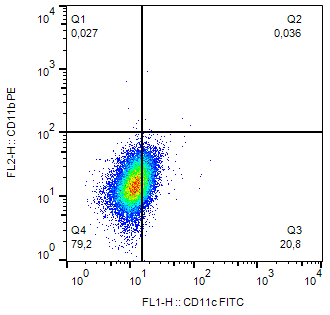 Q1
0,027
Q2
0,036
10^4
10^3
10^2
10^1
10^0
FL2-H:: CD11b PE
Q4
79,2
Q3
20,8
10^0 10^1 10^2 10^3 10^4
FL1-H :: CD11c FITC